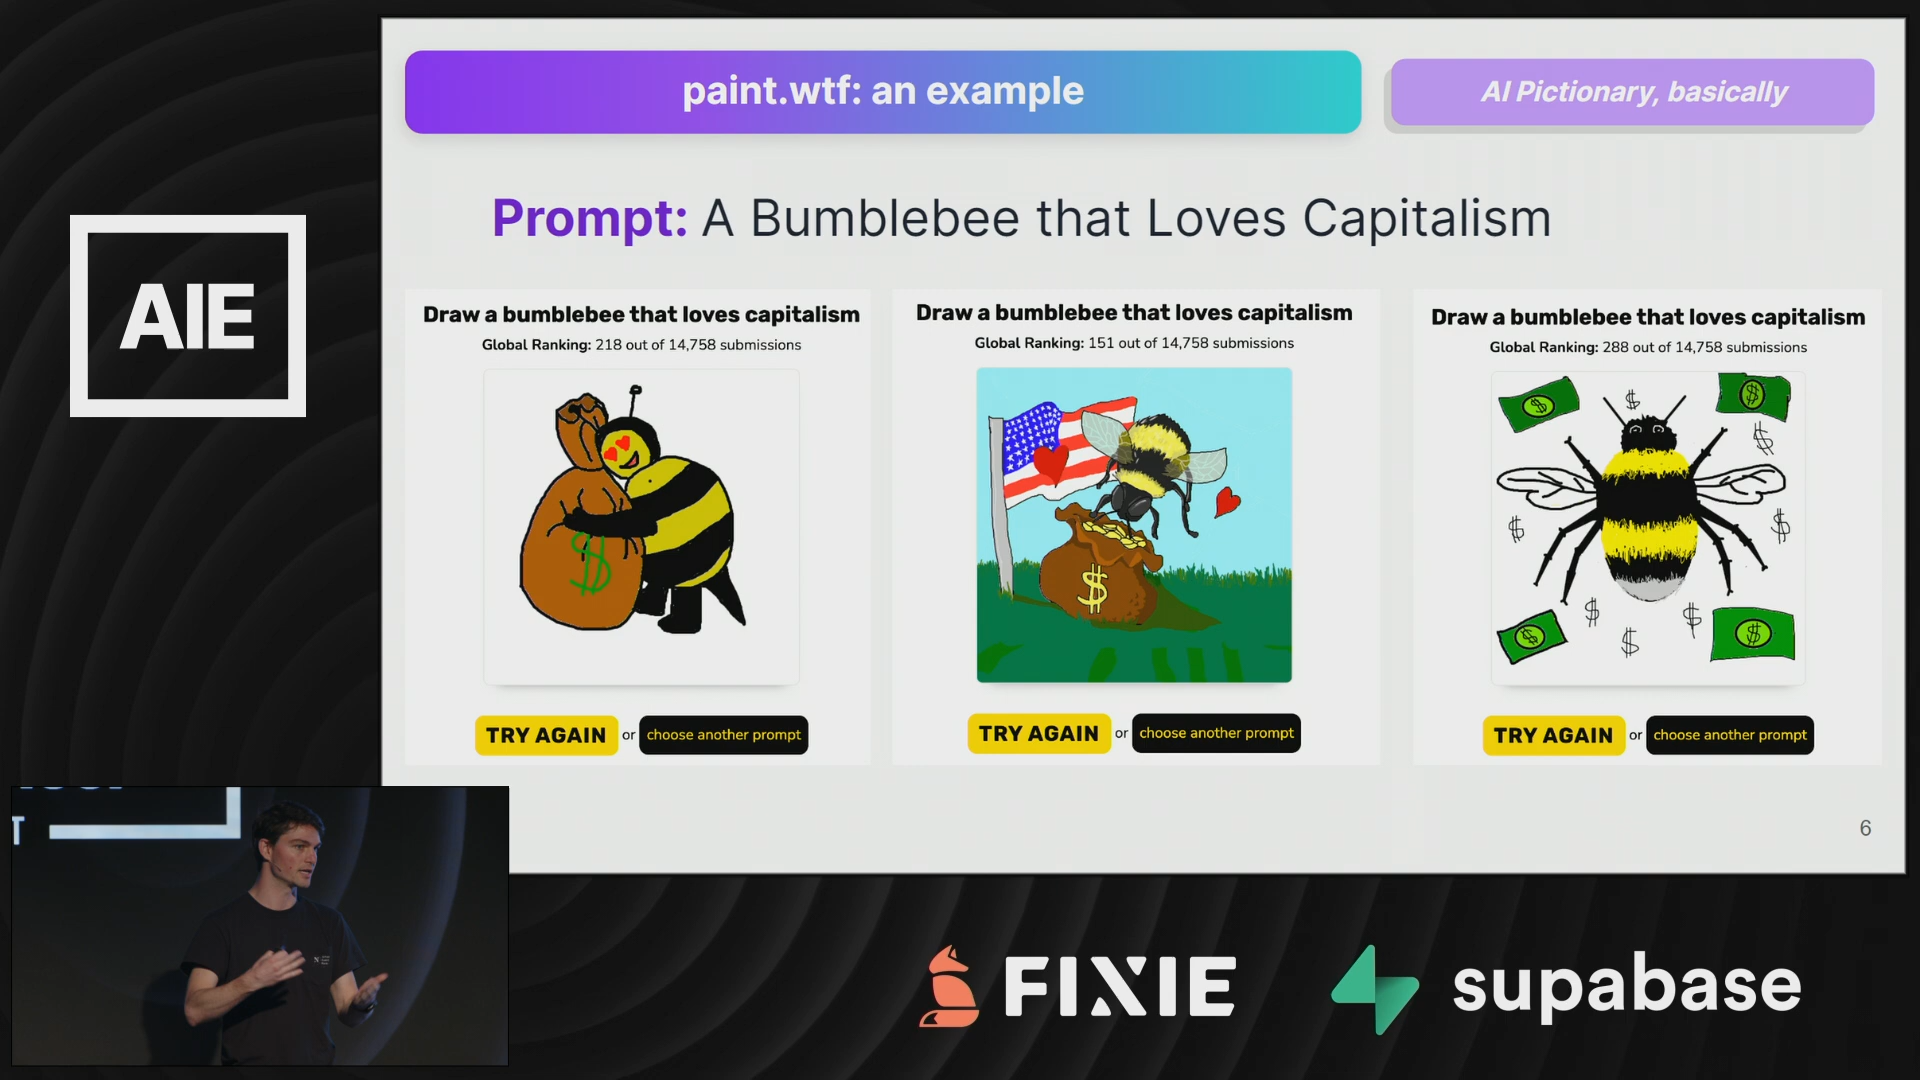 paint.wtf: an example
AI Pictionary, basically
Prompt: A Bumblebee that Loves Capitalism
AIE
Draw a bumblebee that loves capitalism
Global Ranking: 218 out of 14,758 submissions
$
TRY AGAIN or choose another prompt
Draw a bumblebee that loves capitalism
Global Ranking: 151 out of 14,758 submissions
$
TRY AGAIN or choose another prompt
Draw a bumblebee that loves capitalism
Global Ranking: 288 out of 14,758 submissions
$ $
$
$
$ $
$ $
$
$ $
TRY AGAIN or choose another prompt
6
T
FIXIE
supabase